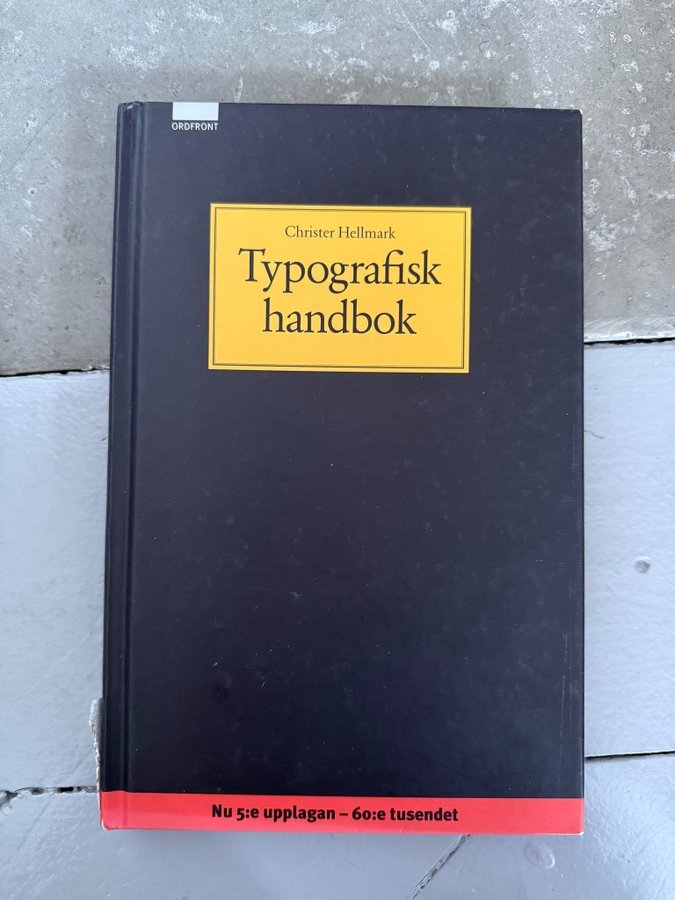 ORDFRONT
Christer Hellmark
Typografisk
handbok
Nu 5:e upplagan – 60:e tusendet